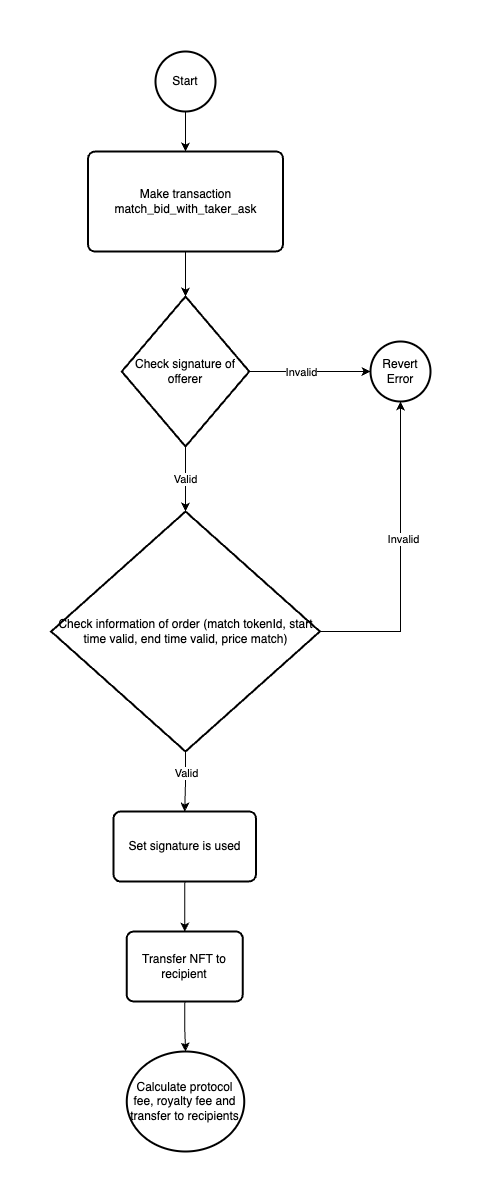 Start
Make transaction
match_bid_with_taker_ask
Check signature of
offerer
Invalid
Revert
Error
Valid
Invalid
Check information of order (match tokenId, start
time valid, end time valid, price match)
Valid
Set signature is used
Transfer NFT to
recipient
Calculate protocol
fee, royalty fee and
transfer to recipients